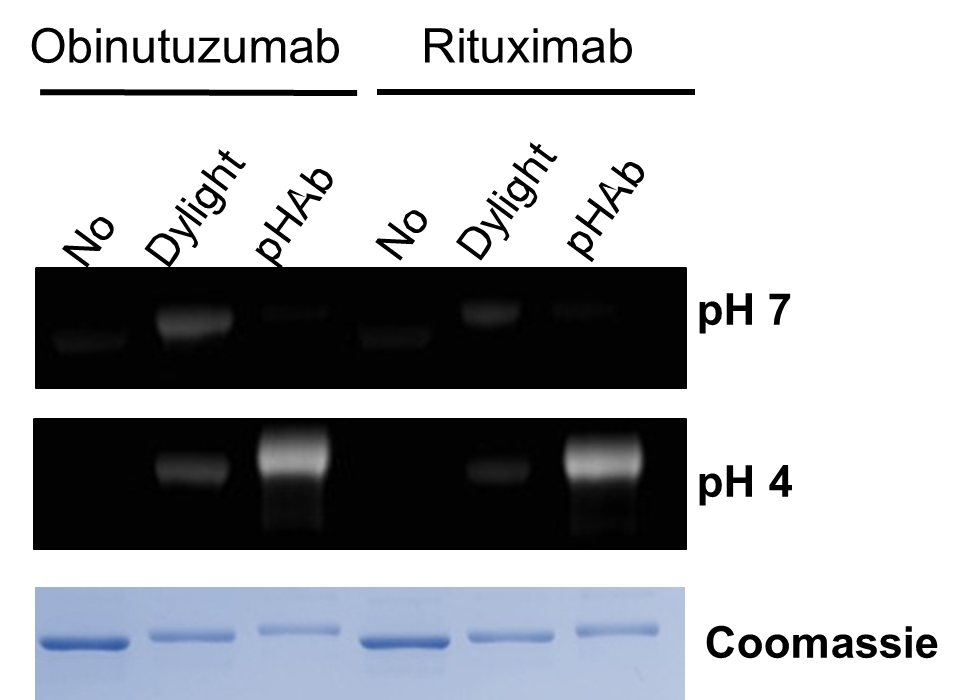 Obinutuzumab Rituximab
No Dylight pHAb No Dylight pHAb
pH 7
pH 4
Coomassie